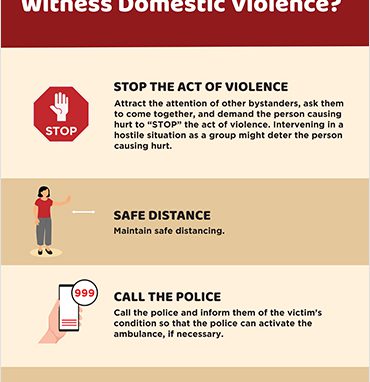 Witness Domestic Violence?
STOP THE ACT OF VIOLENCE
Attract the attention of other bystanders, ask them
to come together, and demand the person causing
hurt to “STOP” the act of violence. Intervening in a
hostile situation as a group might deter the person
causing hurt.
STOP
SAFE DISTANCE
Maintain safe distancing.
999
CALL THE POLICE
Call the police and inform them of the victim’s
condition so that the police can activate the
ambulance, if necessary.